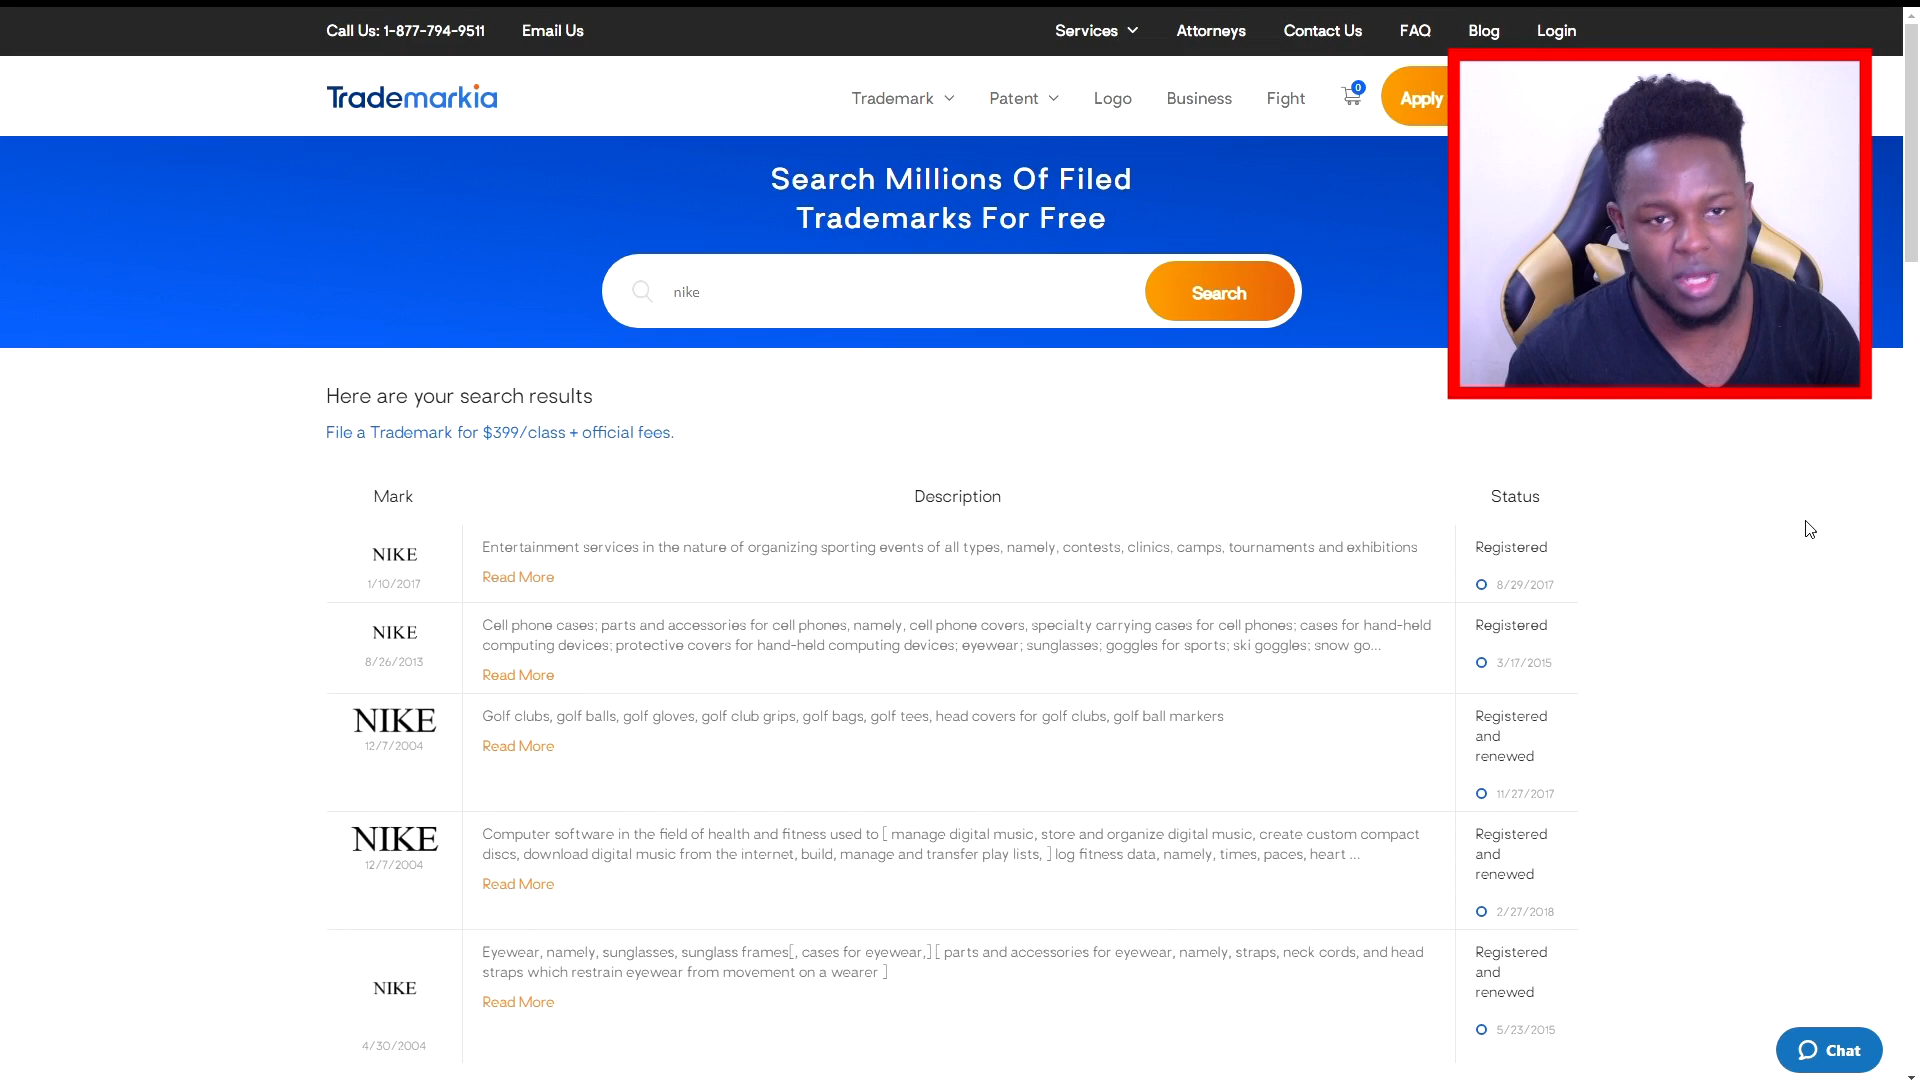 Call Us: 1-877-794-9511 Email Us Services Attorneys Contact Us FAQ Blog Login
Trademarkia Trademark Patent Logo Business Fight 0 Apply
Search Millions Of Filed
Trademarks For Free
nike Search
Here are your search results
File a Trademark for $399/class + official fees.
Mark Description Status
NIKE
1/10/2017
Entertainment services in the nature of organizing sporting events of all types, namely, contests, clinics, camps, tournaments and exhibitions
Read More
Registered
8/29/2017
NIKE
8/26/2013
Cell phone cases; parts and accessories for cell phones, namely, cell phone covers, specialty carrying cases for cell phones; cases for hand-held
computing devices; protective covers for hand-held computing devices; eyewear; sunglasses; goggles for sports; ski goggles; snow go...
Read More
Registered
3/17/2015
NIKE
12/7/2004
Golf clubs, golf balls, golf gloves, golf club grips, golf bags, golf tees, head covers for golf clubs, golf ball markers
Read More
Registered
and
renewed
11/27/2017
NIKE
12/7/2004
Computer software in the field of health and fitness used to [ manage digital music, store and organize digital music, create custom compact
discs, download digital music from the internet, build, manage and transfer play lists, ] log fitness data, namely, times, paces, heart ...
Read More
Registered
and
renewed
2/27/2018
NIKE
4/30/2004
Eyewear, namely, sunglasses, sunglass frames[, cases for eyewear,] [ parts and accessories for eyewear, namely, straps, neck cords, and head
straps which restrain eyewear from movement on a wearer ]
Read More
Registered
and
renewed
5/23/2015
Chat